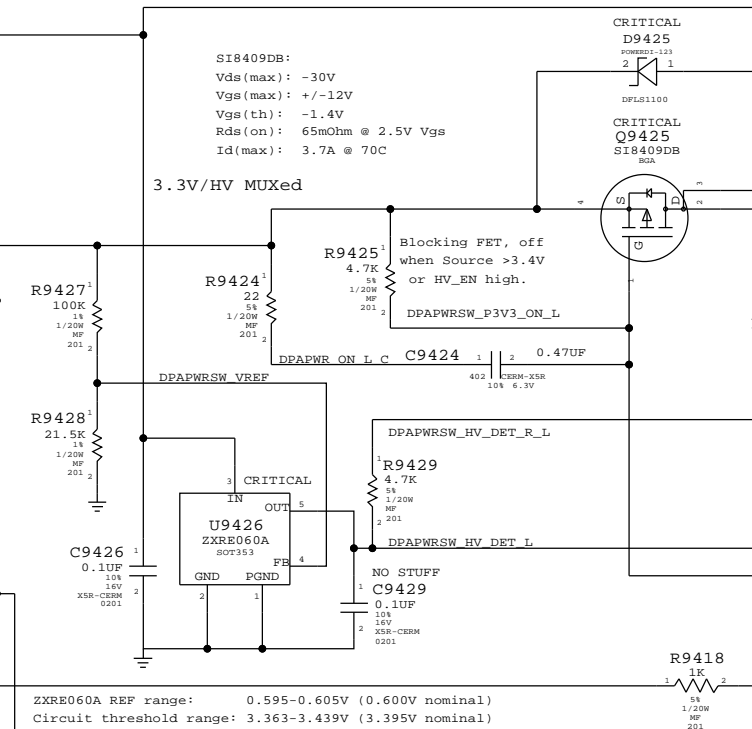 CRITICAL
D9425
POWERDI-123
2 1
DFLS1100
SI8409DB:
Vds(max): -30V
Vgs(max): +/-12V
Vgs(th): -1.4V
Rds(on): 65mOhm @ 2.5V Vgs
Id(max): 3.7A @ 70C
CRITICAL
Q9425
SI8409DB
BGA
3.3V/HV MUXed
4
S
D
G
3
2
1
R9425
4.7K
5%
1/20W
MF
201
1
2
Blocking FET, off
when Source >3.4V
or HV_EN high.
R9427
100K
1%
1/20W
MF
201
1
2
R9424
22
5%
1/20W
MF
201
1
2
DPAPWRSW_P3V3_ON_L
DPAPWR_ON_L_C
C9424
1 2
0.47UF
402
CERM-X5R
10% 6.3V
DPAPWRSW_VREF
R9428
21.5K
1%
1/20W
MF
201
1
2
DPAPWRSW_HV_DET_R_L
R9429
4.7K
5%
1/20W
MF
201
1
2
3
CRITICAL
IN
OUT
5
U9426
ZXRE060A
SOT353
FB
4
GND
PGND
2
1
DPAPWRSW_HV_DET_L
C9426
0.1UF
10%
16V
X5R-CERM
0201
1
2
NO STUFF
C9429
0.1UF
10%
16V
X5R-CERM
0201
1
2
R9418
1K
1 2
5%
1/20W
MF
201
ZXRE060A REF range: 0.595-0.605V (0.600V nominal)
Circuit threshold range: 3.363-3.439V (3.395V nominal)